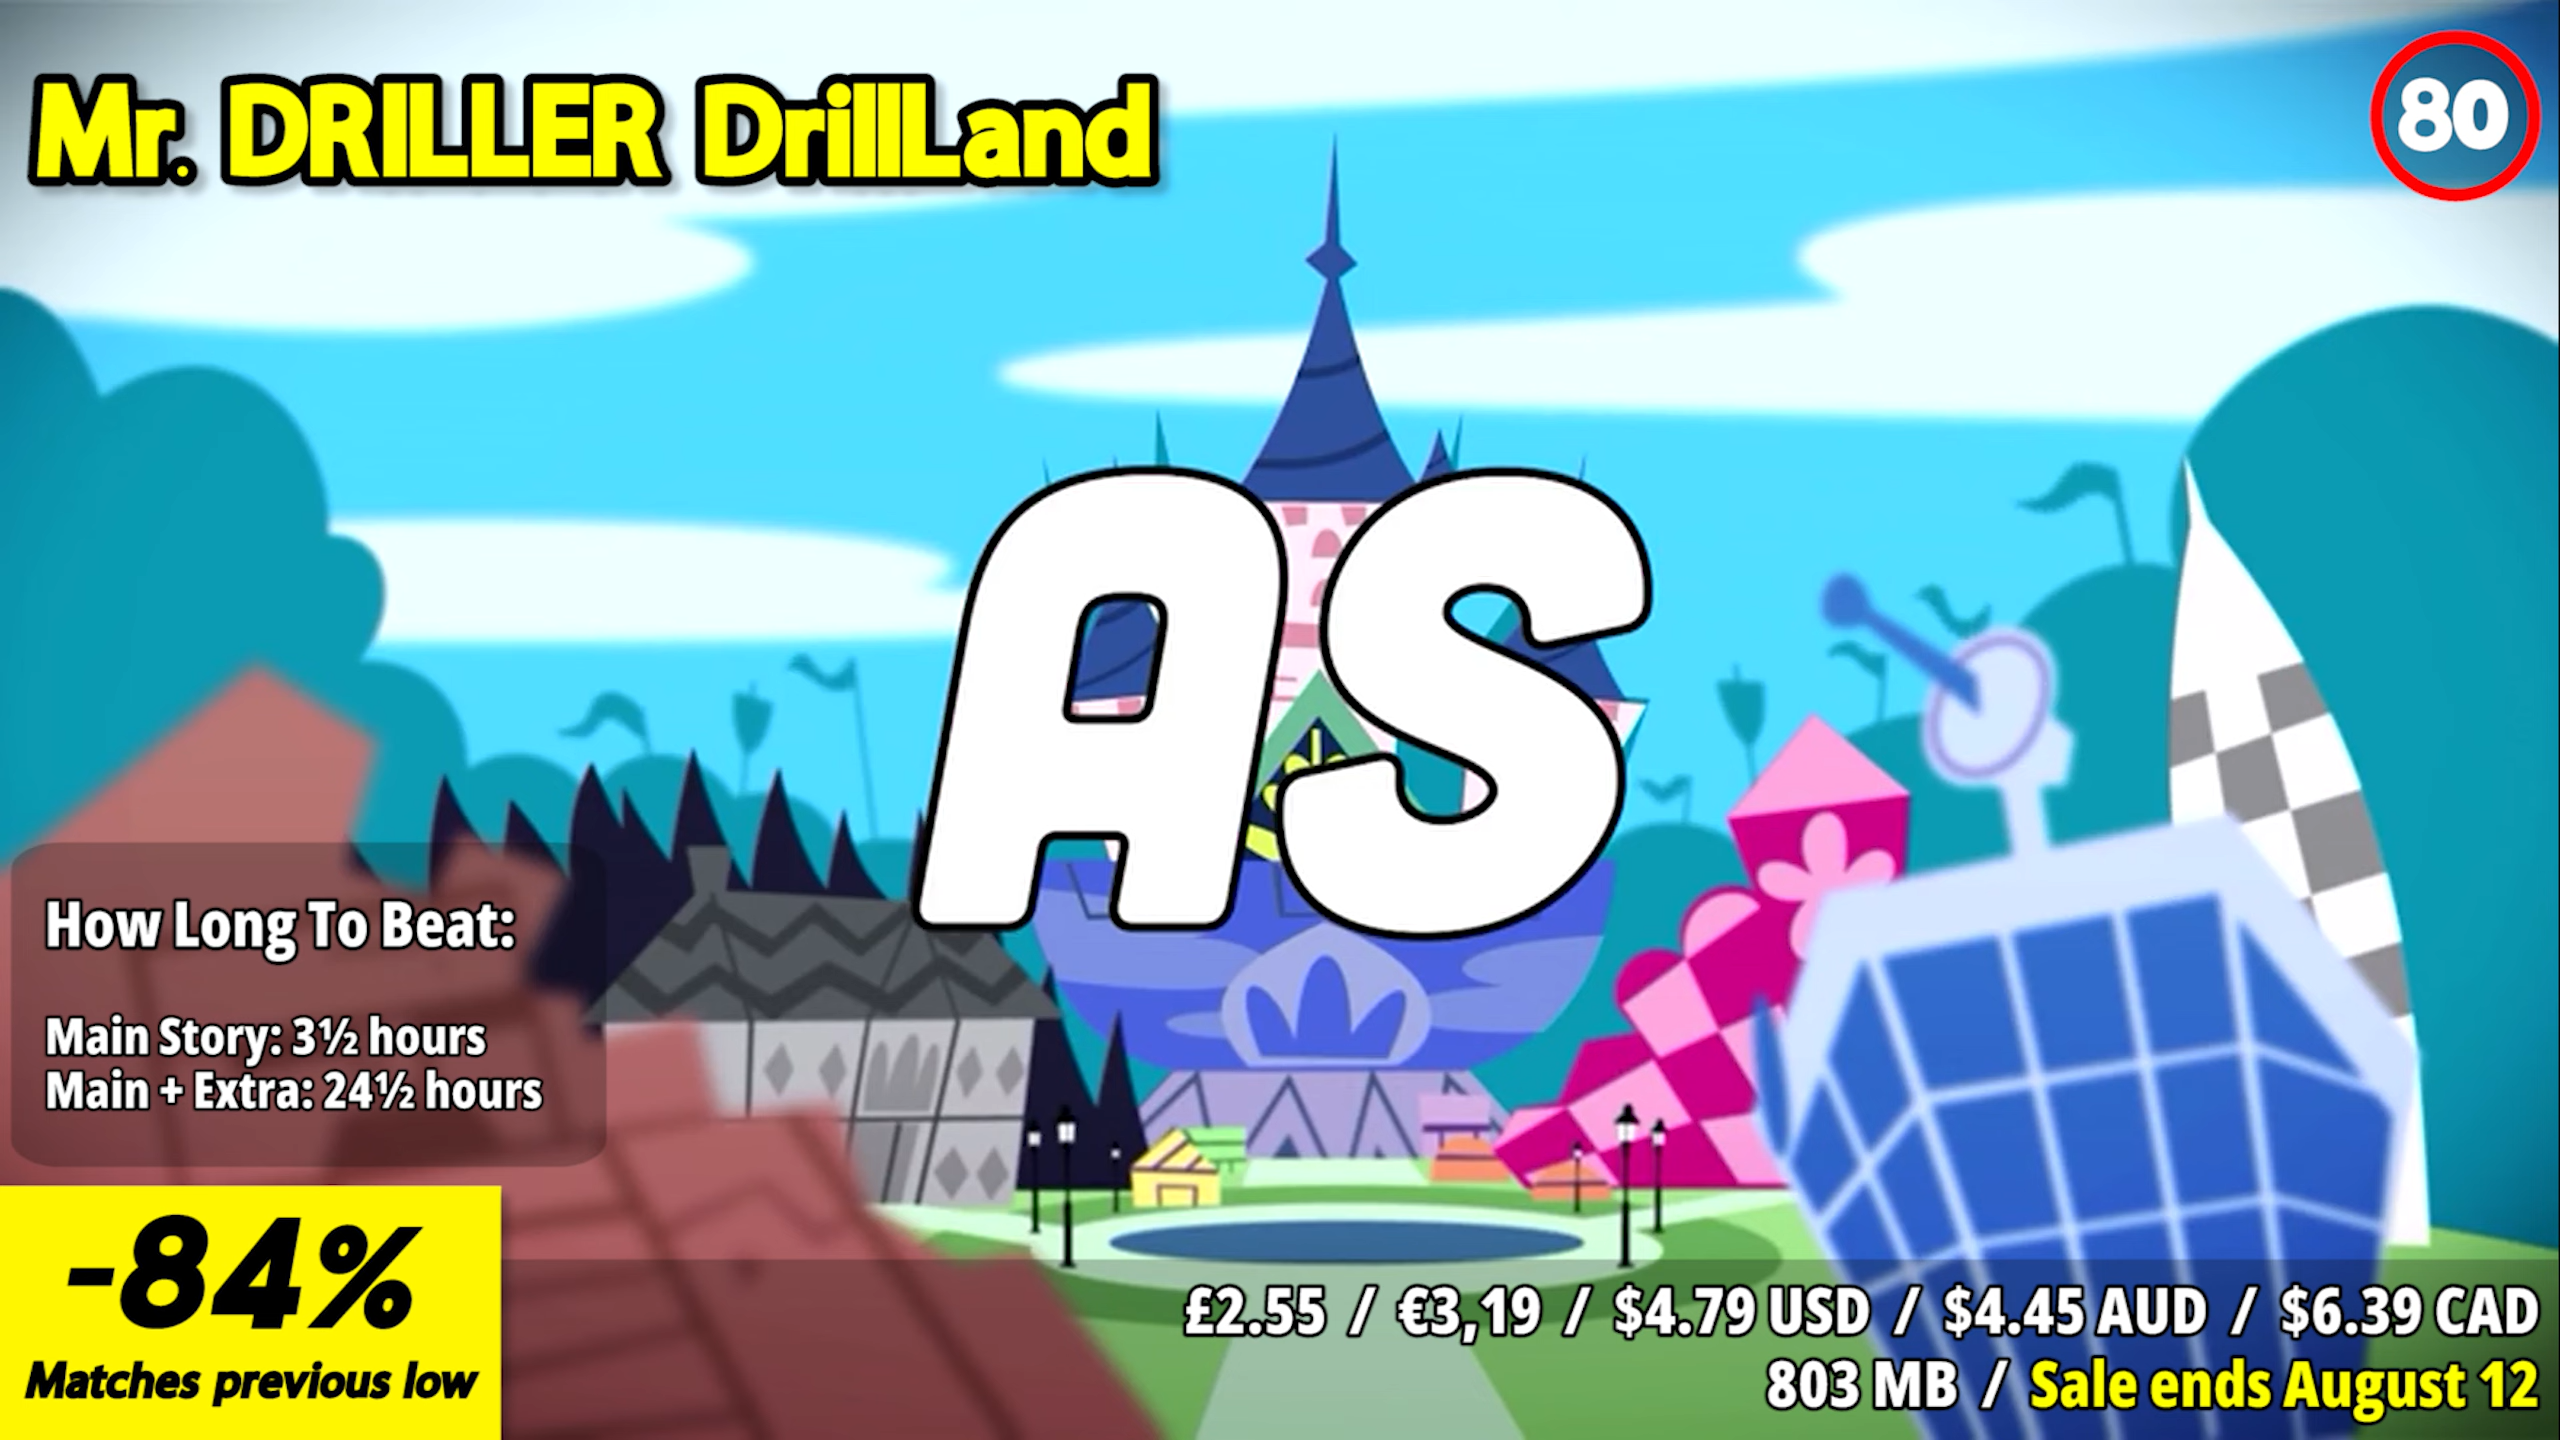 Mr. DRILLER DrillLand
80
AS
How Long To Beat:
Main Story: 3½ hours
Main + Extra: 24½ hours
-84%
Matches previous low
£2.55 / €3,19 / $4.79 USD / $4.45 AUD / $6.39 CAD
803 MB / Sale ends August 12